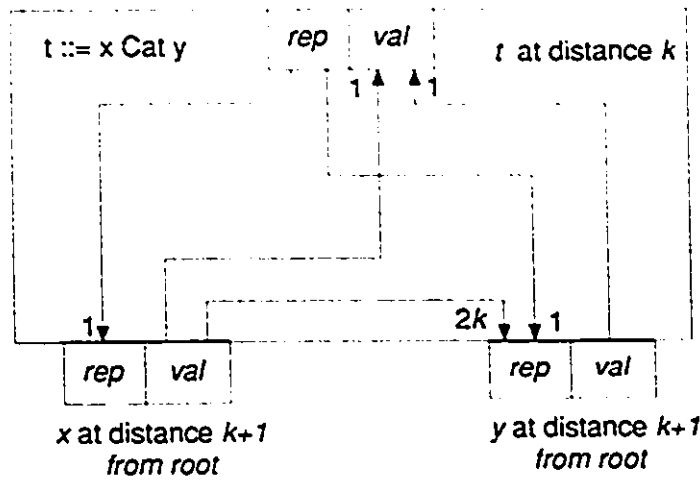 t ::= x Cat y
rep val
t at distance k
1 1
1
2k 1
rep val
rep val
x at distance k+1
from root
y at distance k+1
from root